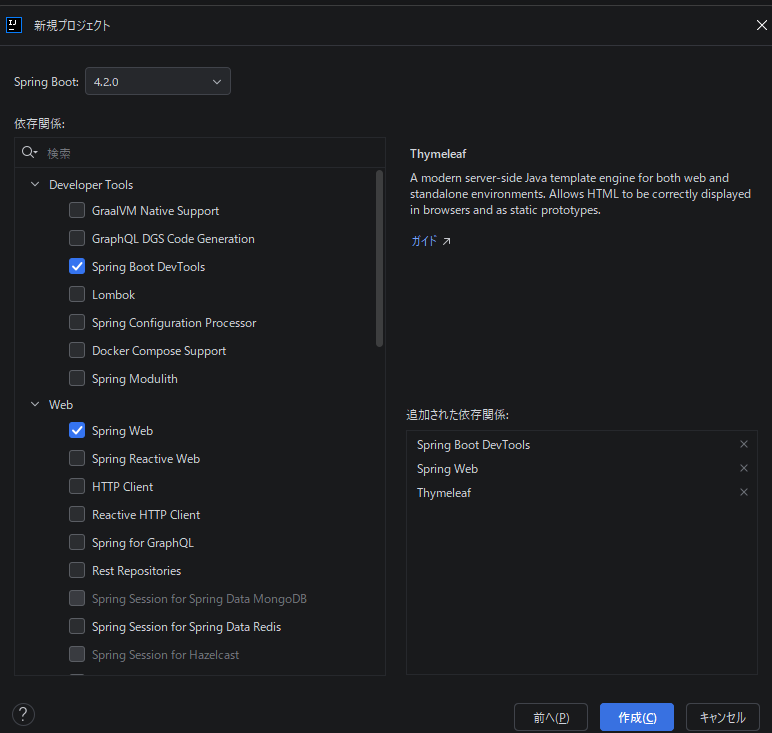 新規プロジェクト
Spring Boot: 4.2.0
依存関係:
検索
Developer Tools
GraalVM Native Support
GraphQL DGS Code Generation
Spring Boot DevTools
Lombok
Spring Configuration Processor
Docker Compose Support
Spring Modulith
Web
Spring Web
Spring Reactive Web
HTTP Client
Reactive HTTP Client
Spring for GraphQL
Rest Repositories
Spring Session for Spring Data MongoDB
Spring Session for Spring Data Redis
Spring Session for Hazelcast
Thymeleaf
A modern server-side Java template engine for both web and
standalone environments. Allows HTML to be correctly displayed
in browsers and as static prototypes.
ガイド
追加された依存関係:
Spring Boot DevTools
Spring Web
Thymeleaf
? 前へ(P) 作成(C) キャンセル